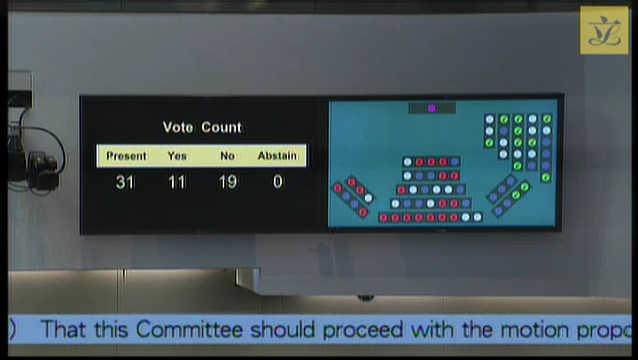 Vote Count
Present Yes No Abstain
31 11 19 0
) That this Committee should proceed with the motion propo